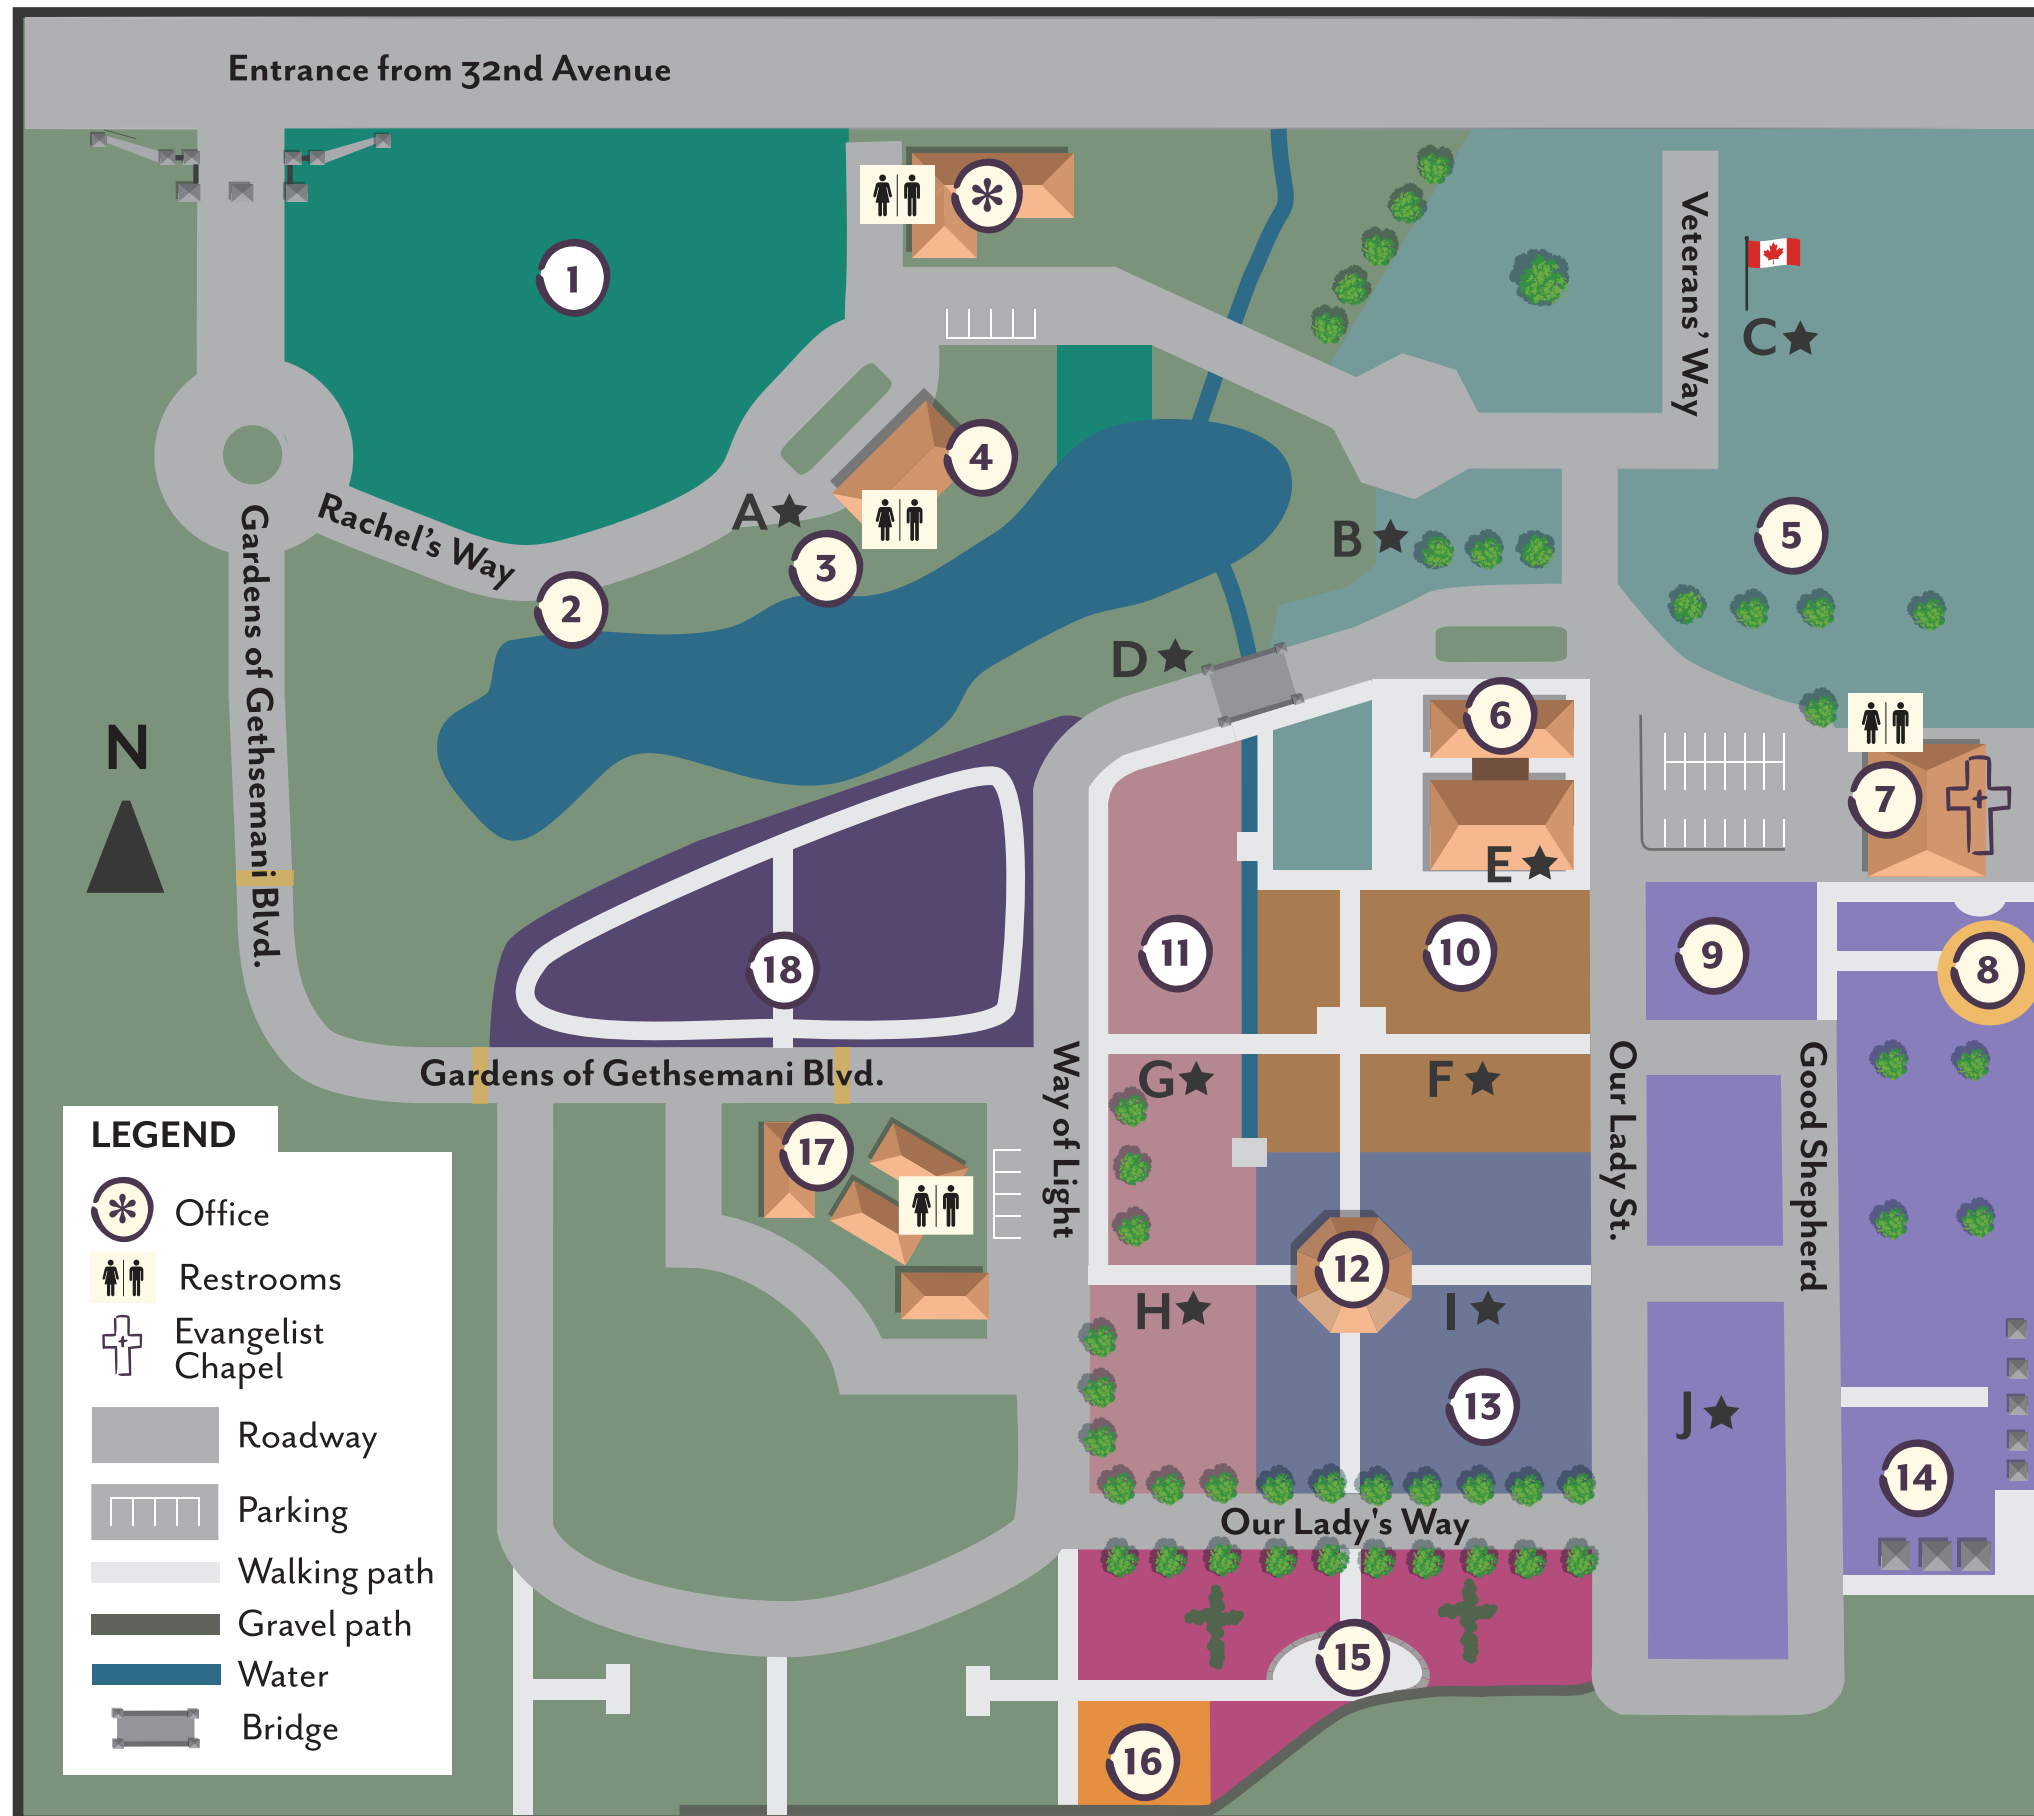 Entrance from 32nd Avenue
1
*
Veterans' Way
C
4
A
Rachel's Way
3
2
B
5
D
Gardens of Gethsemani Blvd.
6
7
E
N
18
11
10
9
8
Gardens of Gethsemani Blvd.
Way of Light
G
F
Our Lady St.
Good Shepherd
17
12
H
I
13
J
14
Our Lady's Way
15
16
LEGEND
* Office
Restrooms
Evangelist
Chapel
Roadway
Parking
Walking path
Gravel path
Water
Bridge